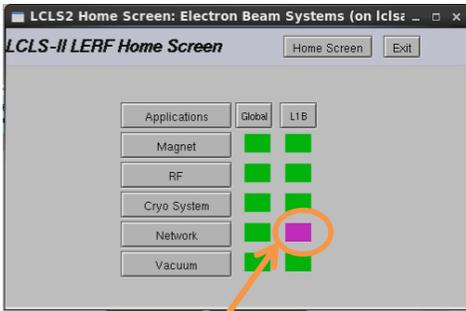 LCLS2 Home Screen: Electron Beam Systems (on lclsa
LCLS-II LERF Home Screen
Home Screen
Exit
Applications
Global
L1B
Magnet
RF
Cryo System
Network
Vacuum